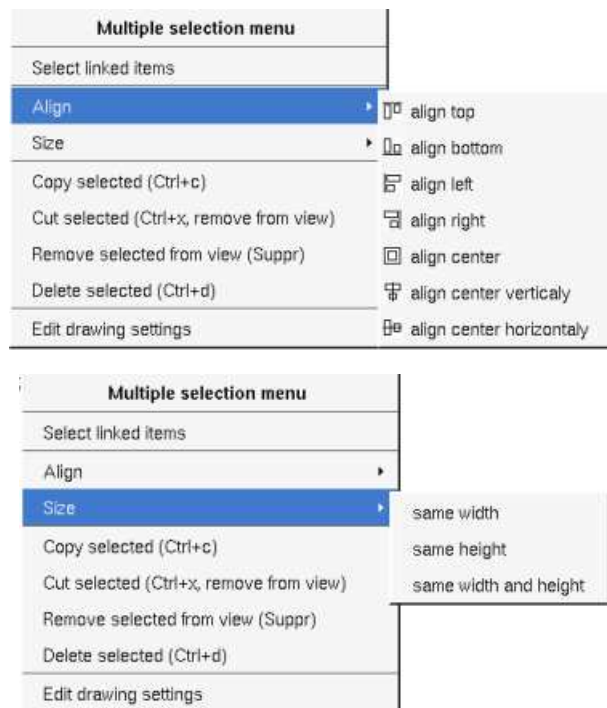 Multiple selection menu
Select linked items
Align
Size
Copy selected (Ctrl+c)
Cut selected (Ctrl+x, remove from view)
Remove selected from view (Suppr)
Delete selected (Ctrl+d)
Edit drawing settings
align top
align bottom
align left
align right
align center
align center verticaly
align center horizontaly
Multiple selection menu
Select linked items
Align
Size
Copy selected (Ctrl+c)
Cut selected (Ctrl+x, remove from view)
Remove selected from view (Suppr)
Delete selected (Ctrl+d)
Edit drawing settings
same width
same height
same width and height